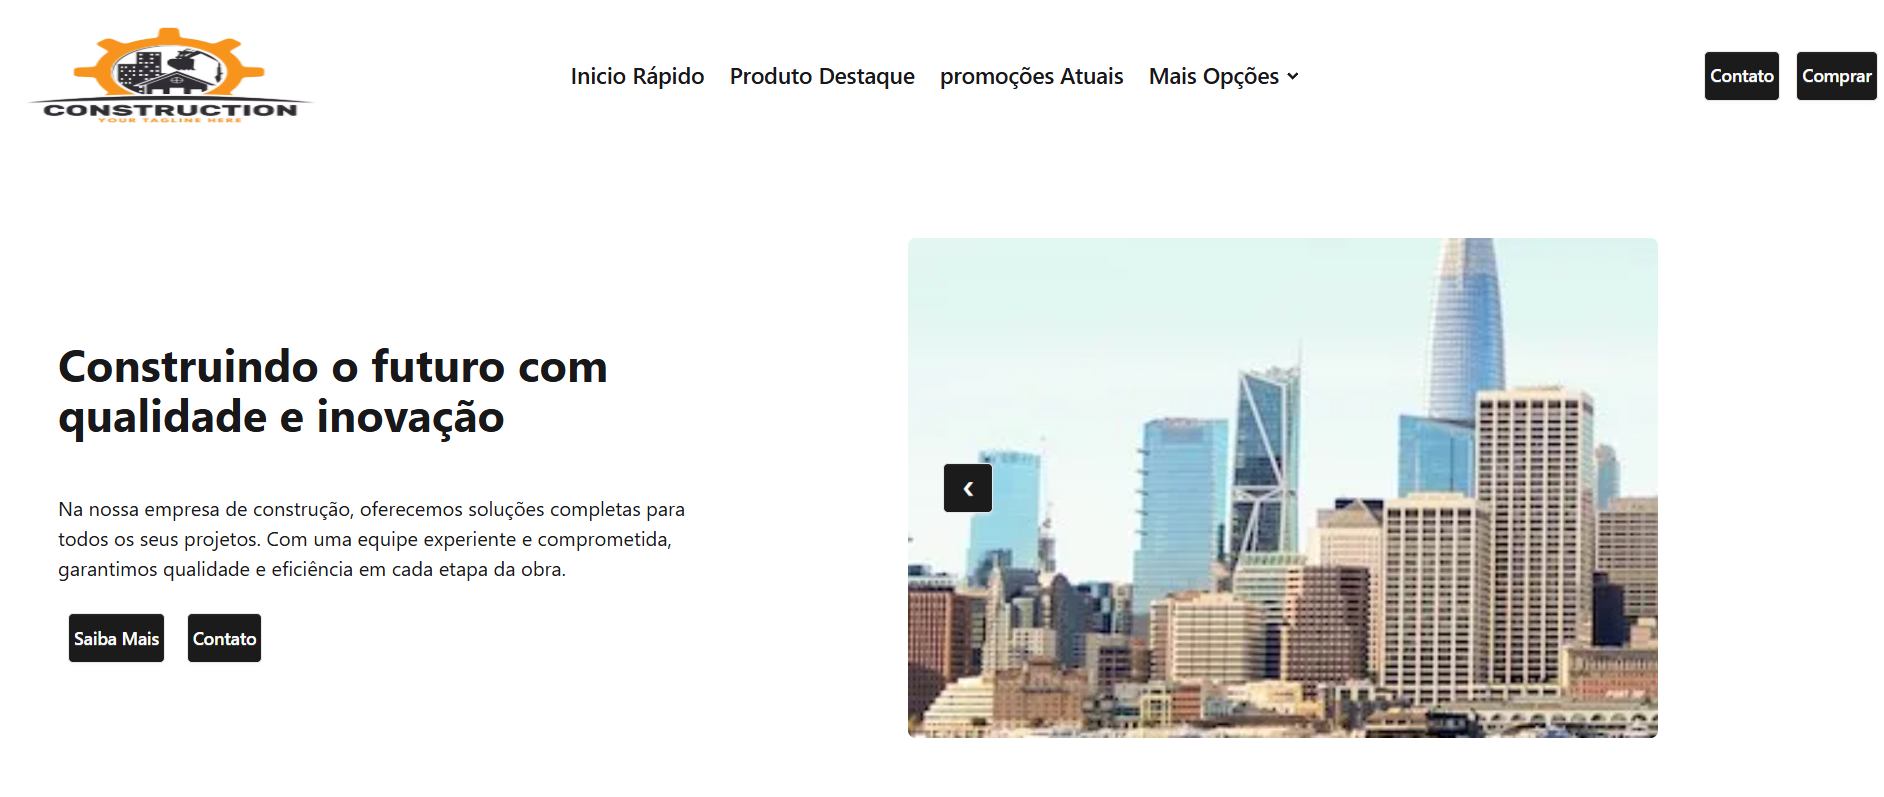 CONSTRUCTION
YOUR TAGLINE HERE
Inicio Rápido
Produto Destaque
promoções Atuais
Mais Opções
Contato
Comprar
Construindo o futuro com
qualidade e inovação
Na nossa empresa de construção, oferecemos soluções completas para
todos os seus projetos. Com uma equipe experiente e comprometida,
garantimos qualidade e eficiência em cada etapa da obra.
Saiba Mais
Contato